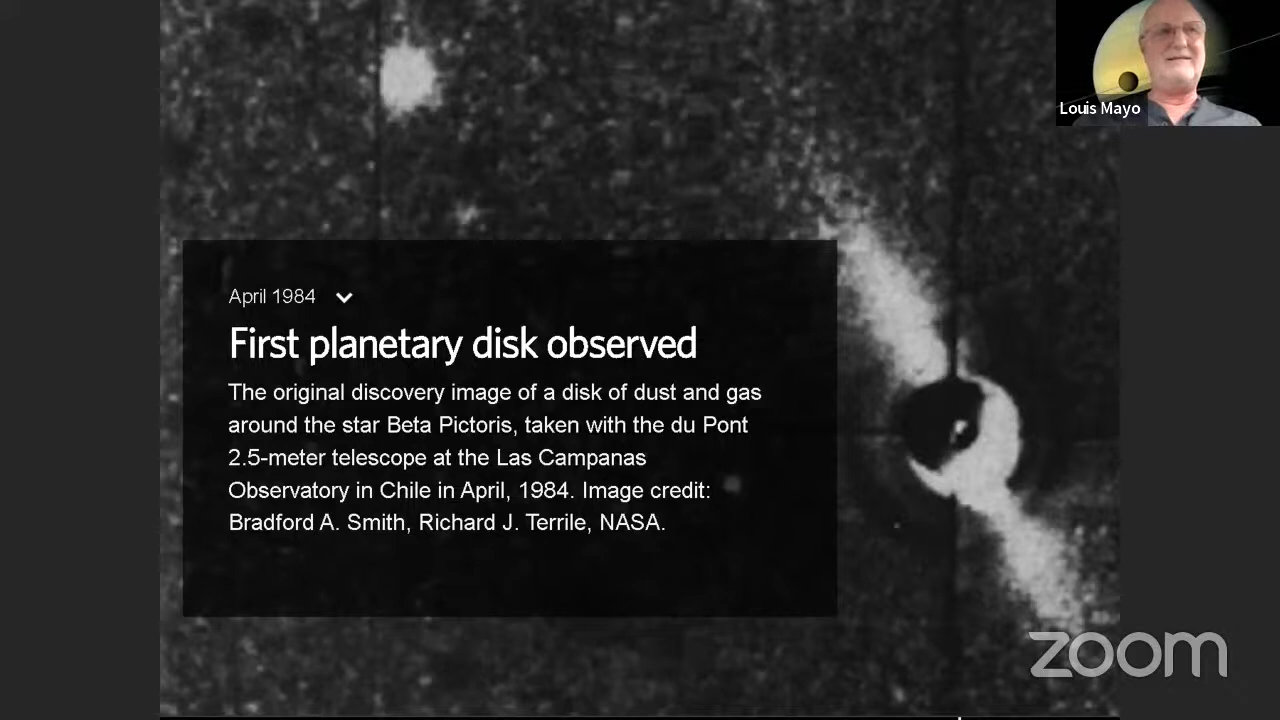 Louis Mayo
April 1984
First planetary disk observed
The original discovery image of a disk of dust and gas
around the star Beta Pictoris, taken with the du Pont
2.5-meter telescope at the Las Campanas
Observatory in Chile in April, 1984. Image credit:
Bradford A. Smith, Richard J. Terrile, NASA.
zoom